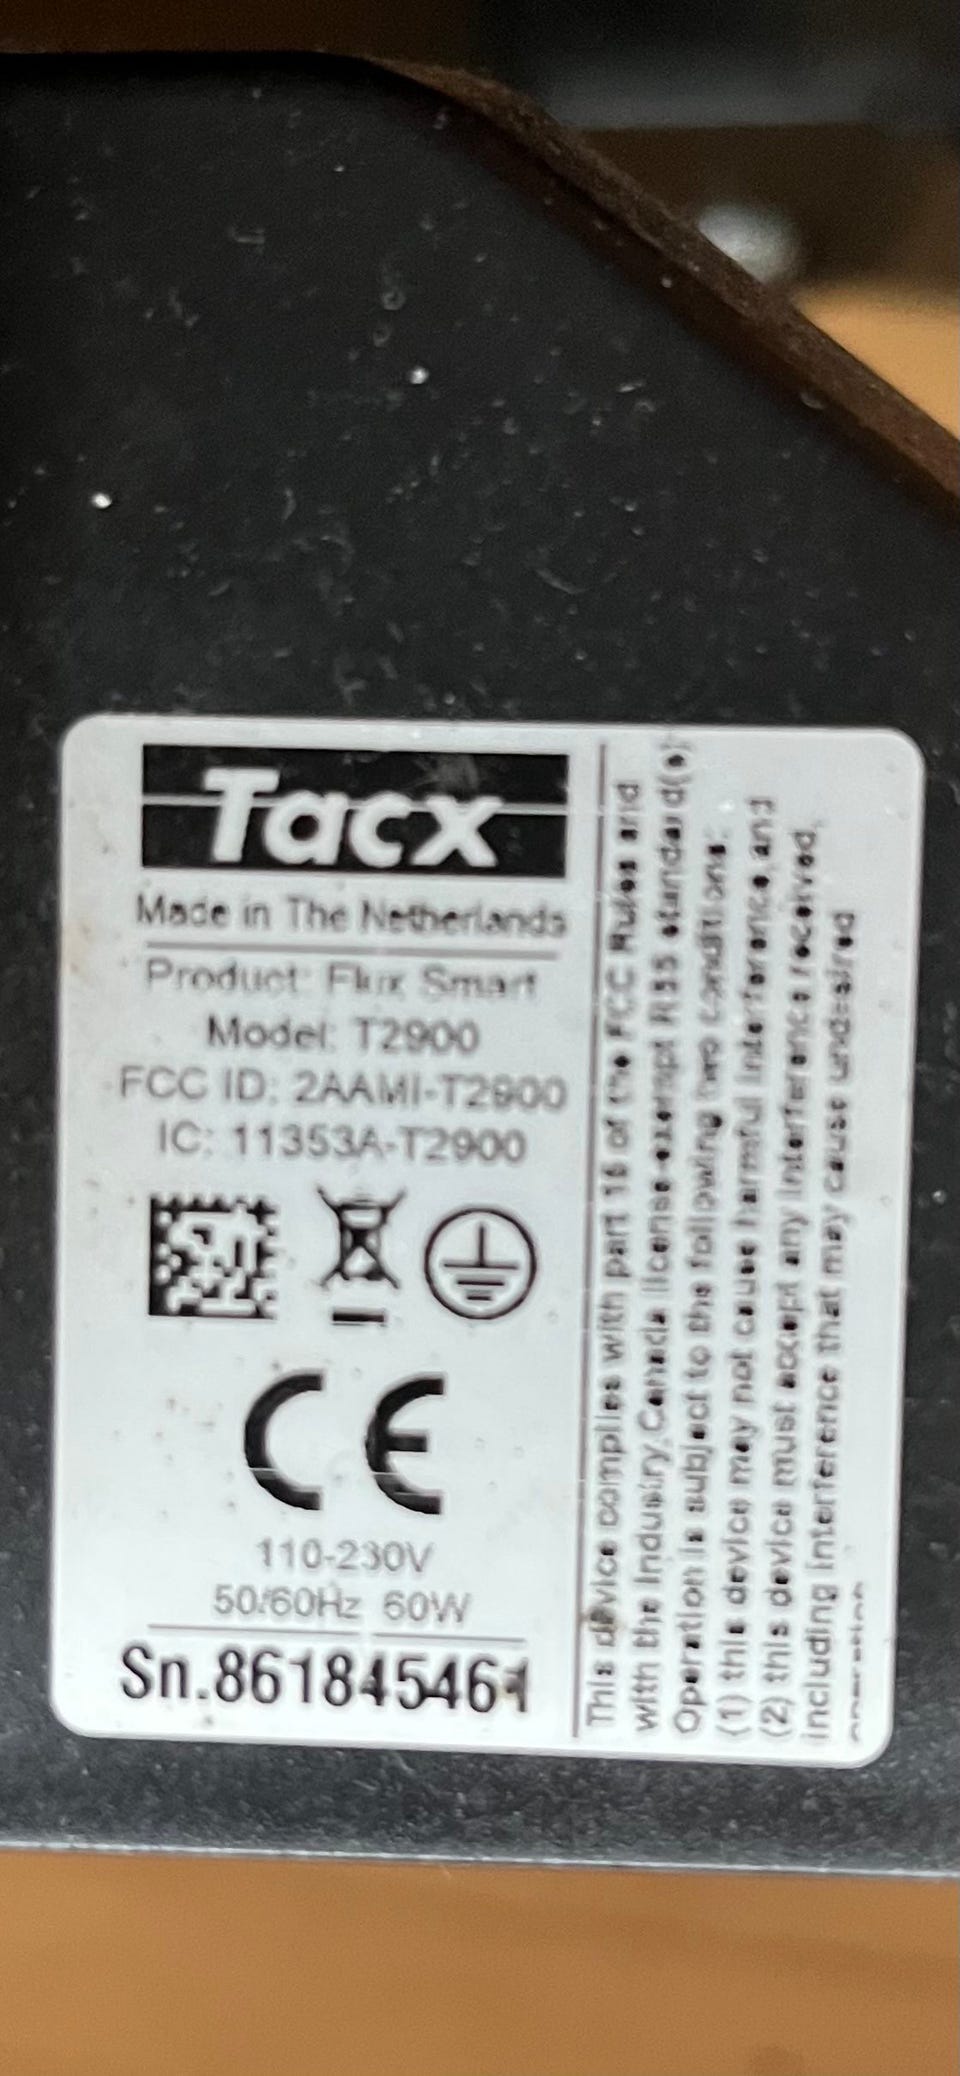 Tacx
Made in The Netherlands
Product: Flux Smart
Model: T2900
FCC ID: 2AAMI-T2900
IC: 11353A-T2900
CE
110-230V
50/60Hz 60W
Sn.861845461
This device complies with part 15 of the FCC Rules and
with the Industry Canada license-exempt RSS standard(s)
Operation is subject to the following two conditions:
(1) this device may not cause harmful interference, and
(2) this device must accept any interference received,
including interference that may cause undesired
operation